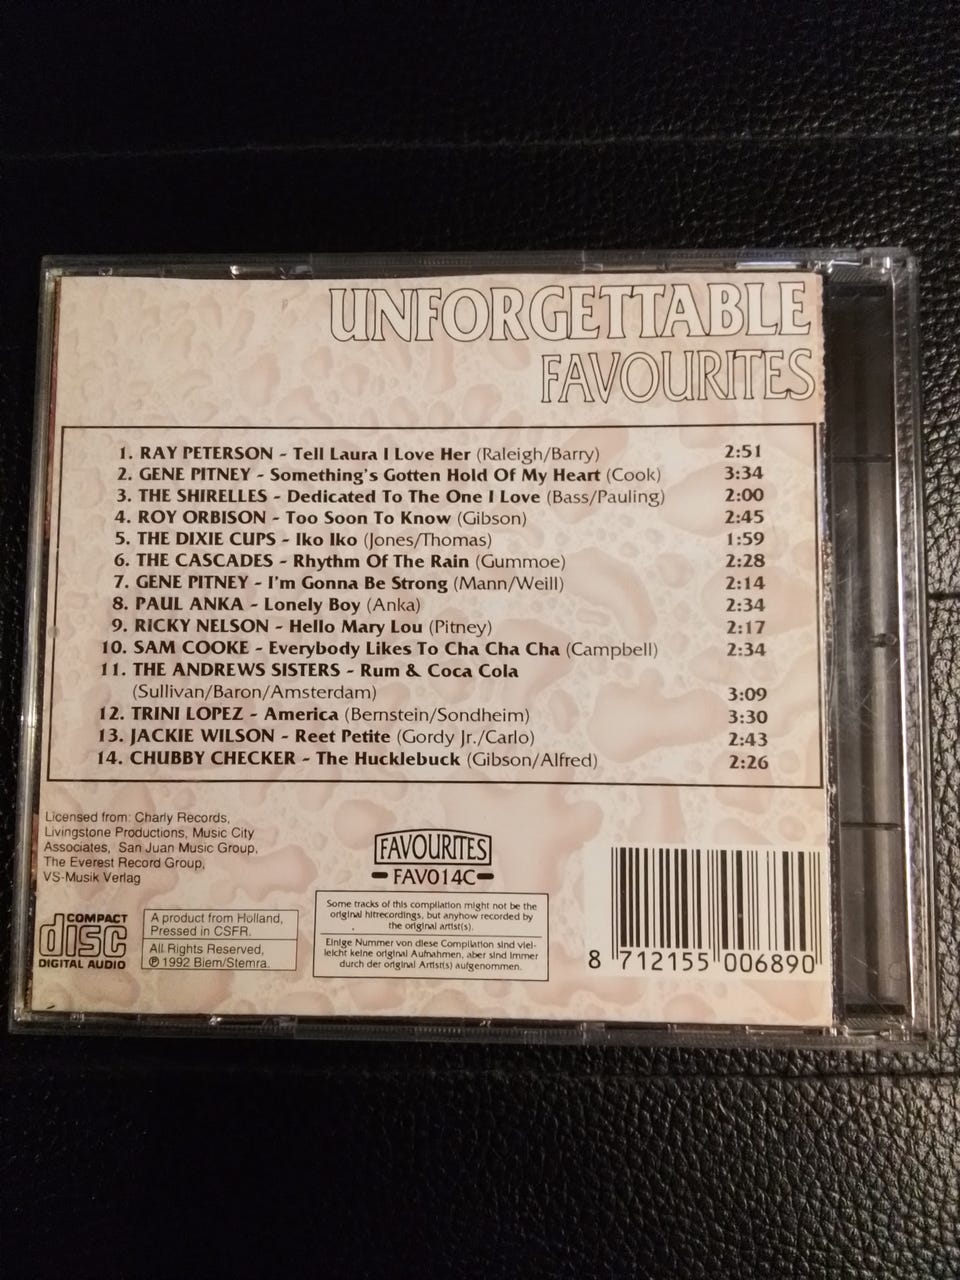 UNFORGETTABLE
FAVOURITES
1. RAY PETERSON - Tell Laura I Love Her (Raleigh/Barry) 2:51
2. GENE PITNEY - Something's Gotten Hold Of My Heart (Cook) 3:34
3. THE SHIRELLES - Dedicated To The One I Love (Bass/Pauling) 2:00
4. ROY ORBISON - Too Soon To Know (Gibson) 2:45
5. THE DIXIE CUPS - Iko Iko (Jones/Thomas) 1:59
6. THE CASCADES - Rhythm Of The Rain (Gummoe) 2:28
7. GENE PITNEY - I'm Gonna Be Strong (Mann/Weill) 2:14
8. PAUL ANKA - Lonely Boy (Anka) 2:34
9. RICKY NELSON - Hello Mary Lou (Pitney) 2:17
10. SAM COOKE - Everybody Likes To Cha Cha Cha (Campbell) 2:34
11. THE ANDREWS SISTERS - Rum & Coca Cola
(Sullivan/Baron/Amsterdam) 3:09
12. TRINI LOPEZ - America (Bernstein/Sondheim) 3:30
13. JACKIE WILSON - Reet Petite (Gordy Jr./Carlo) 2:43
14. CHUBBY CHECKER - The Hucklebuck (Gibson/Alfred) 2:26
Licensed from: Charly Records,
Livingstone Productions, Music City
Associates, San Juan Music Group,
The Everest Record Group,
VS-Musik Verlag
COMPACT
disc
DIGITAL AUDIO
A product from Holland,
Pressed in CSFR.
All Rights Reserved,
℗ 1992 Biem/Stemra.
FAVOURITES
FAV014C
Some tracks of this compilation might not be the
original hitrecordings, but anyhow recorded by
the original artist(s).
Einige Nummer von diese Compilation sind viel-
leicht keine original Aufnahmen, aber sind immer
durch der original Artist(s) aufgenommen.
8 712155 006890